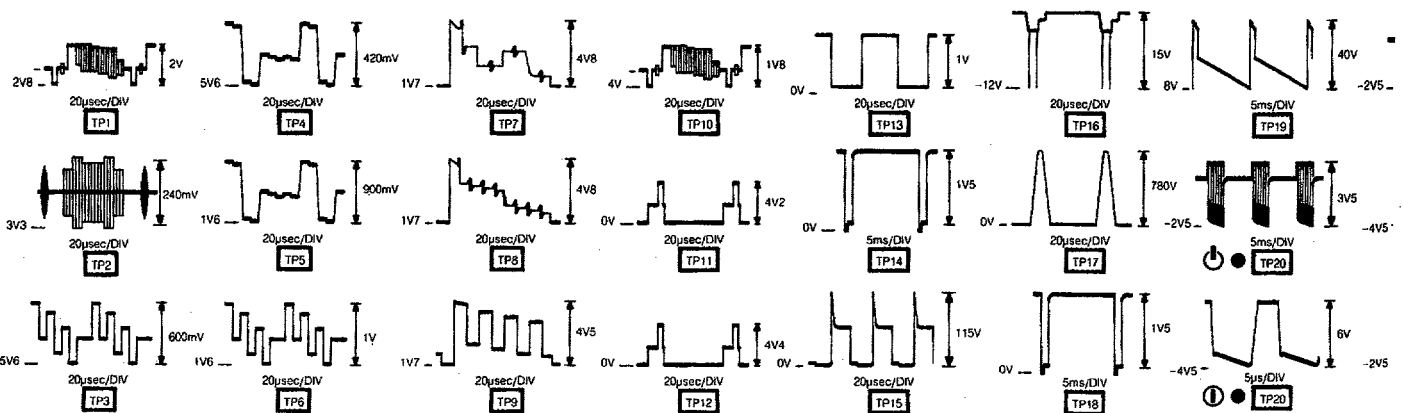 2V8 2V
20µsec/DIV
TP1
5V6 420mV
20µsec/DIV
TP4
1V7 4V8
20µsec/DIV
TP7
4V 1V8
20µsec/DIV
TP10
0V 1V
20µsec/DIV
TP13
-12V 15V
20µsec/DIV
TP16
8V 40V
5ms/DIV
TP19
-2V5
3V3 240mV
20µsec/DIV
TP2
1V6 900mV
20µsec/DIV
TP5
1V7 4V8
20µsec/DIV
TP8
0V 4V2
20µsec/DIV
TP11
0V 1V5
5ms/DIV
TP14
0V 780V
20µsec/DIV
TP17
-2V5 3V5
5ms/DIV
TP20
-4V5
5V6 600mV
20µsec/DIV
TP3
1V6 1V
20µsec/DIV
TP6
1V7 4V5
20µsec/DIV
TP9
0V 4V4
20µsec/DIV
TP12
0V 115V
20µsec/DIV
TP15
0V 1V5
5ms/DIV
TP18
-4V5 6V
5µs/DIV
TP20
-2V5